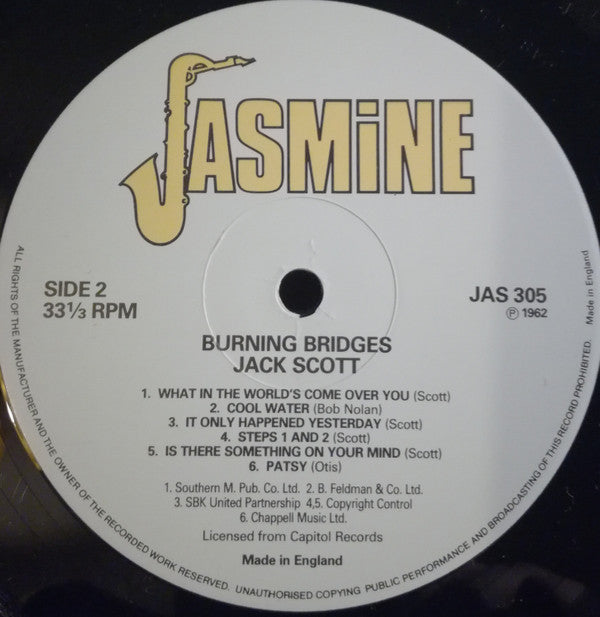 JASMiNE
SIDE 2
33⅓ RPM
JAS 305
℗ 1962
BURNING BRIDGES
JACK SCOTT
1. WHAT IN THE WORLD'S COME OVER YOU (Scott)
2. COOL WATER (Bob Nolan)
3. IT ONLY HAPPENED YESTERDAY (Scott)
4. STEPS 1 AND 2 (Scott)
5. IS THERE SOMETHING ON YOUR MIND (Scott)
6. PATSY (Otis)
1. Southern M. Pub. Co. Ltd. 2. B. Feldman & Co. Ltd.
3. SBK United Partnership 4,5. Copyright Control
6. Chappell Music Ltd.
Licensed from Capitol Records
Made in England
ALL RIGHTS OF THE MANUFACTURER AND THE OWNER OF THE RECORDED WORK RESERVED. UNAUTHORISED COPYING PUBLIC PERFORMANCE AND BROADCASTING OF THIS RECORD PROHIBITED. Made in England